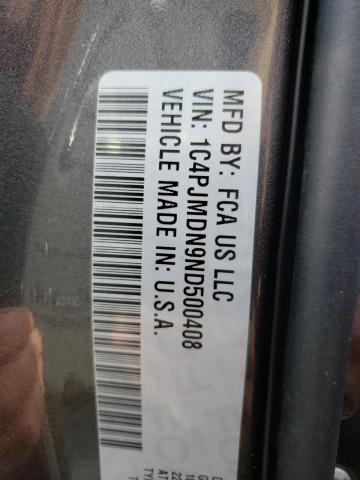 MFD BY: FCA US LLC
VIN: 1C4PJMDN9ND500408
VEHICLE MADE IN: U.S.A.